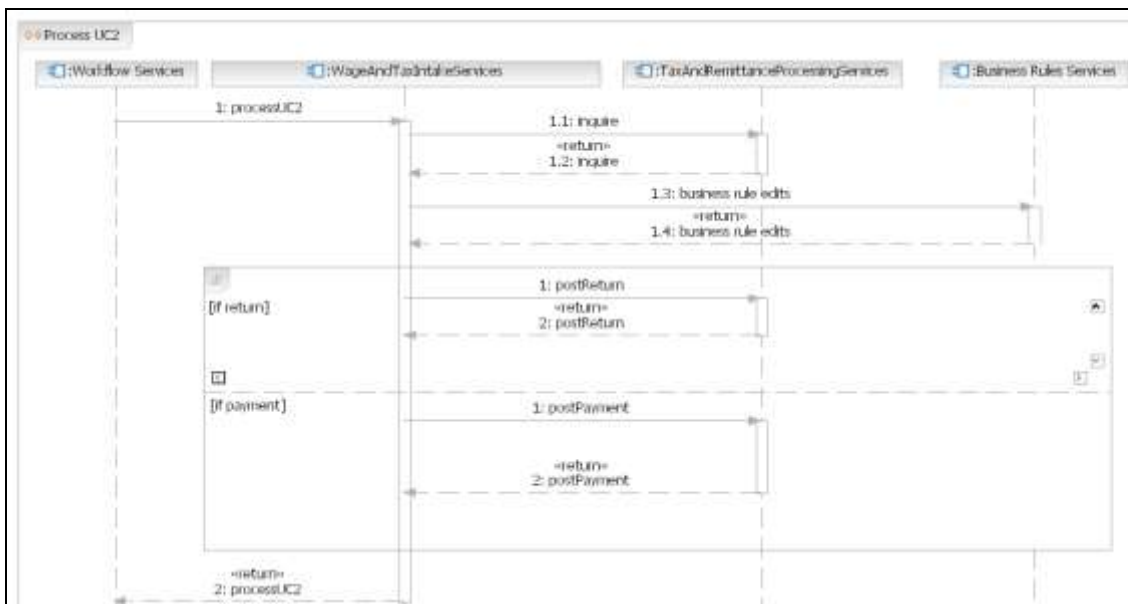 Process UC2
:Workflow Services
:WageAndTaxIntakeServices
:TaxAndRemittanceProcessingServices
:Business Rules Services
1: processUC2
1.1: inquire
«return»
1.2: inquire
1.3: business rule edits
«return»
1.4: business rule edits
[if return]
1: postReturn
«return»
2: postReturn
[if payment]
1: postPayment
«return»
2: postPayment
«return»
2: processUC2